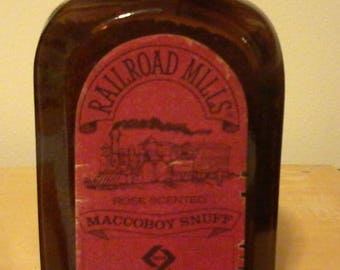 RAILROAD MILLS
ROSE SCENTED
MACCOBOY SNUFF